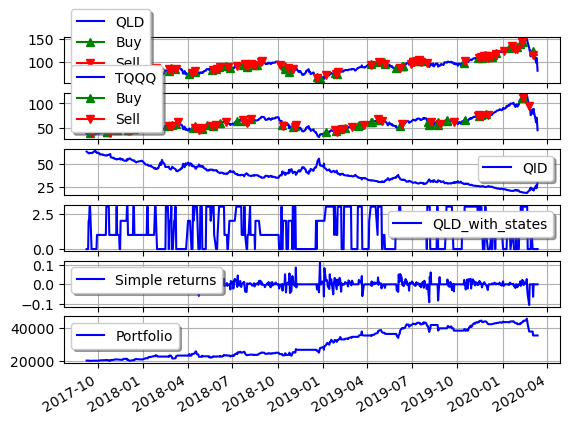 QLD
Buy
Sell
150
100
TQQQ
Buy
Sell
100
50
QID
50
25
QLD_with_states
2.5
0.0
Simple returns
0.1
0.0
−0.1
Portfolio
40000
20000
2017-10 2018-01 2018-04 2018-07 2018-10 2019-01 2019-04 2019-07 2019-10 2020-01 2020-04